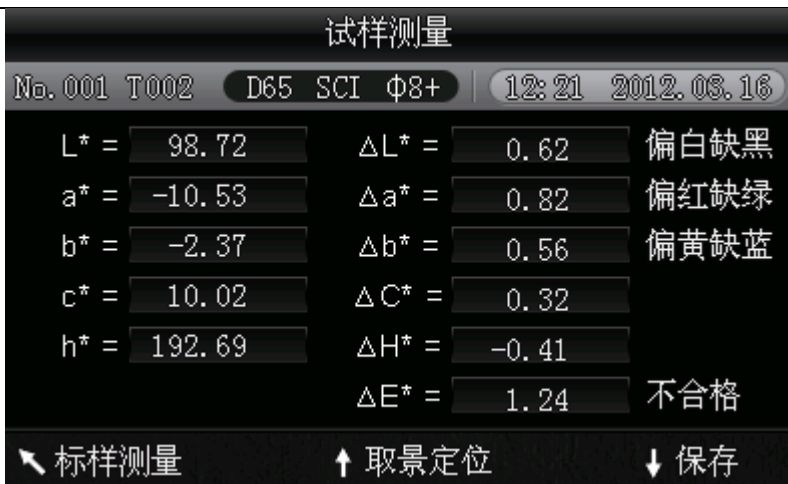 试样测量
No.001 T002 D65 SCI Φ8+ 12:21 2012.08.16
L* = 98.72 ΔL* = 0.62 偏白缺黑
a* = -10.53 Δa* = 0.82 偏红缺绿
b* = -2.37 Δb* = 0.56 偏黄缺蓝
c* = 10.02 ΔC* = 0.32
h* = 192.69 ΔH* = -0.41
ΔE* = 1.24 不合格
↖ 标样测量 ↑ 取景定位 ↓ 保存